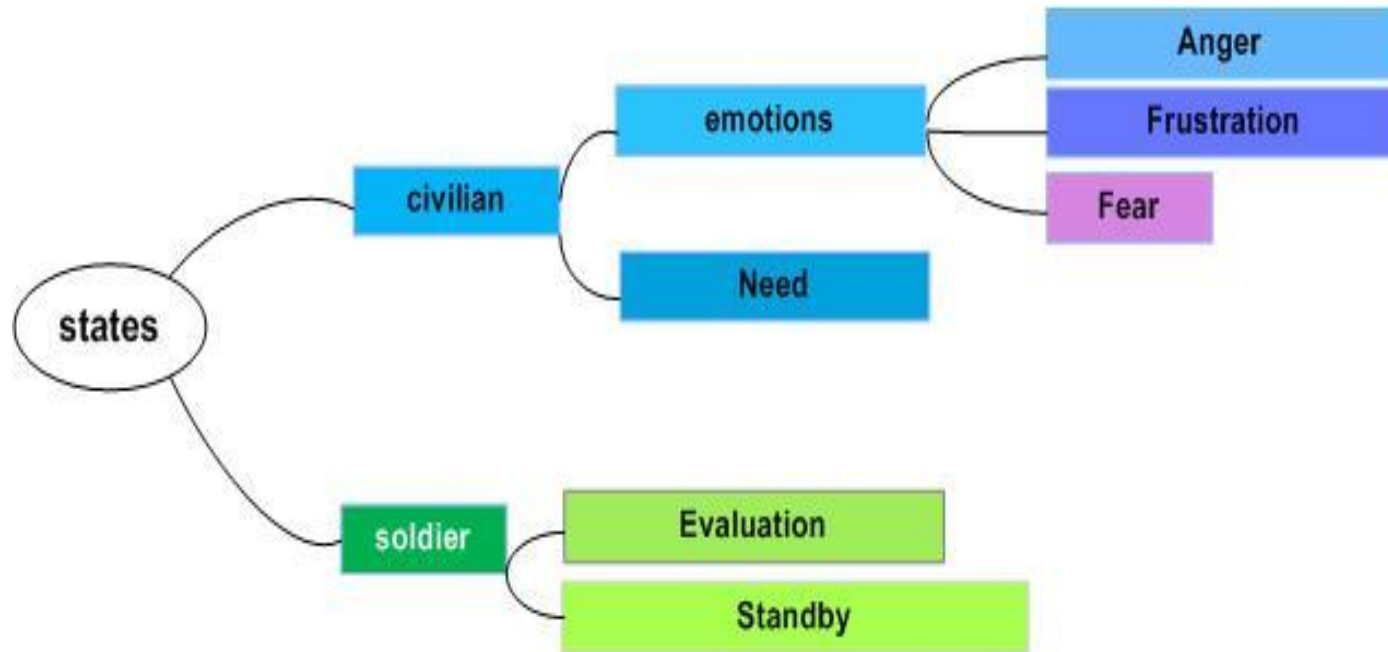 states
civilian
emotions
Anger
Frustration
Fear
Need
soldier
Evaluation
Standby